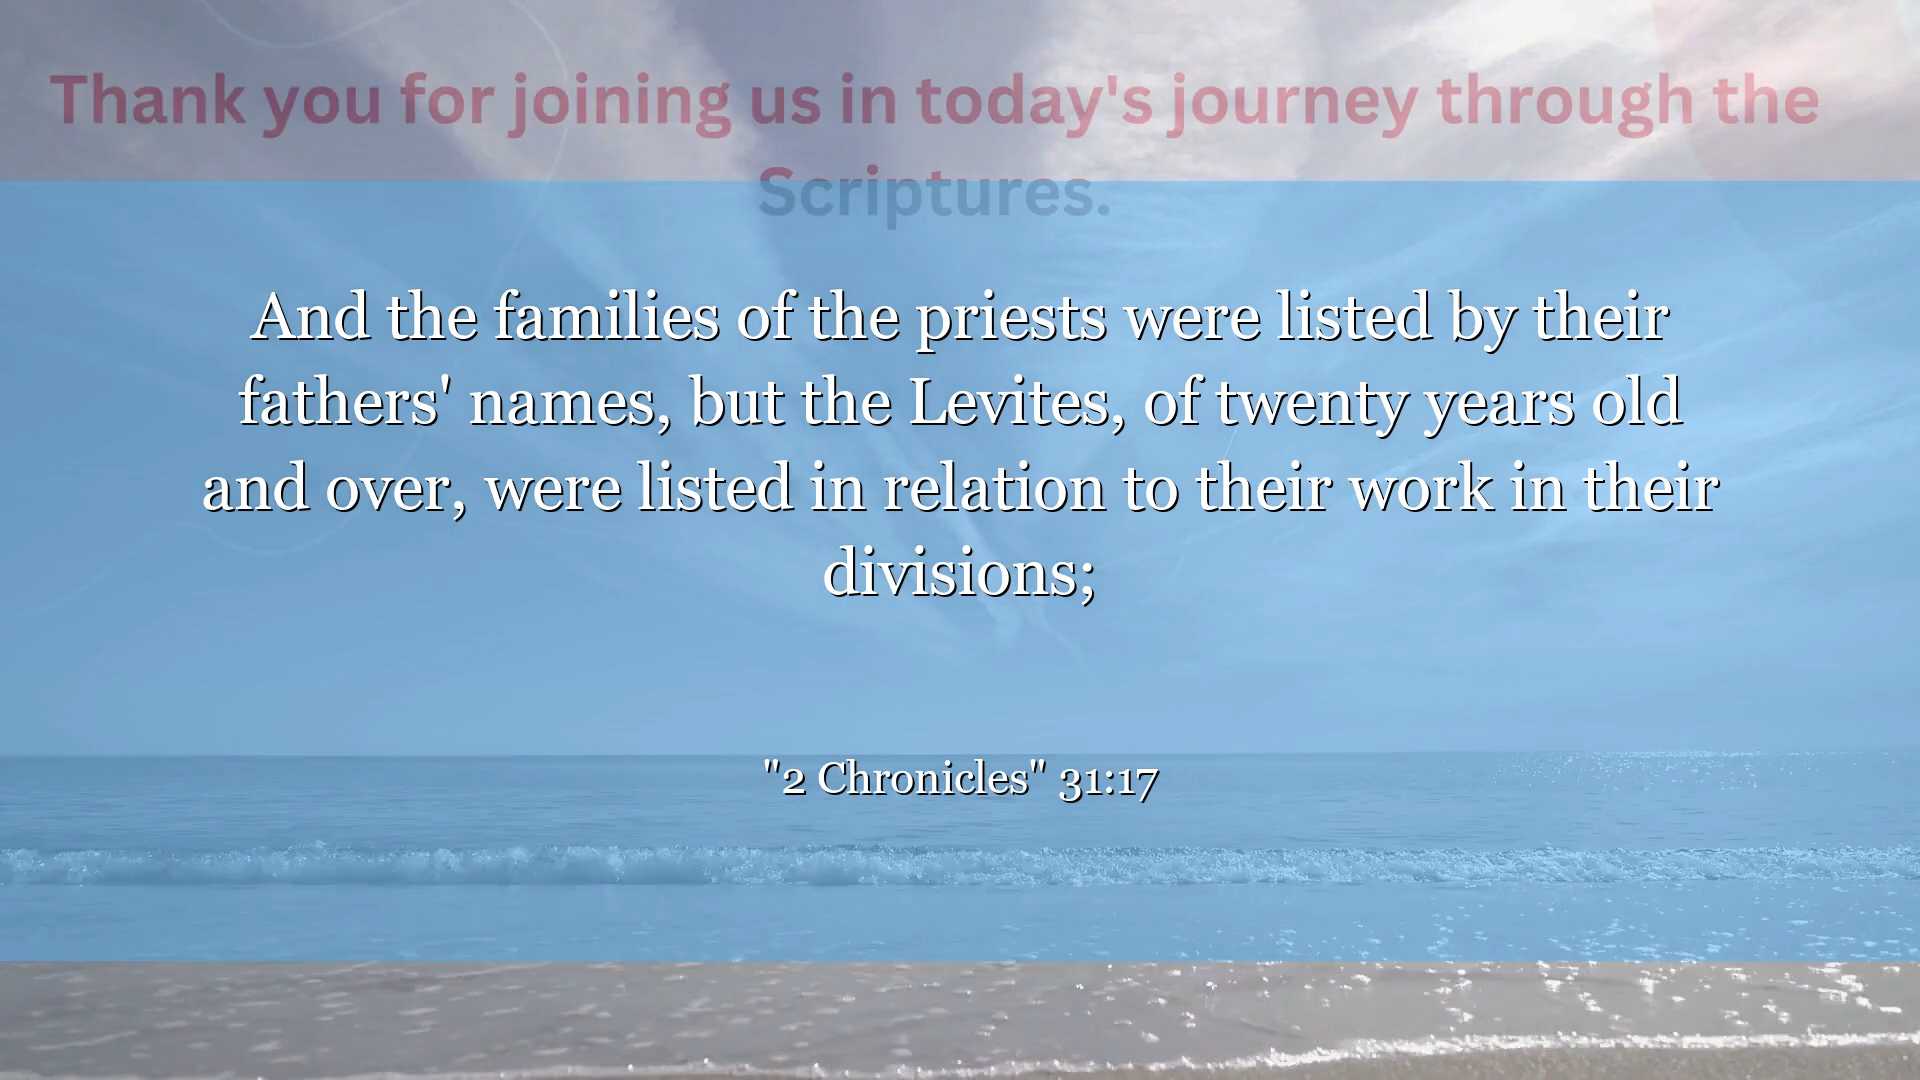 Thank you for joining us in today's journey through the
Scriptures.
And the families of the priests were listed by their
fathers' names, but the Levites, of twenty years old
and over, were listed in relation to their work in their
divisions;
"2 Chronicles" 31:17